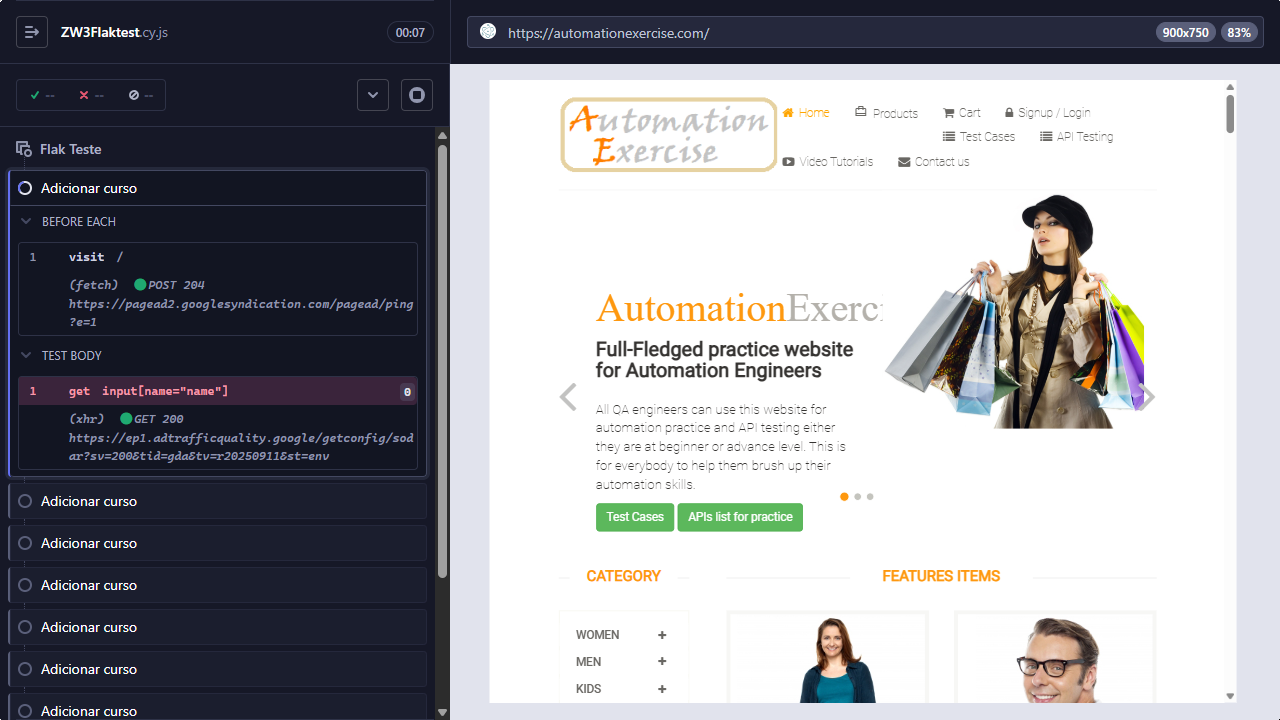 ZW3Flaktest.cy.js
00:07
https://automationexercise.com/
900x750
83%
--
--
--
Flak Teste
Adicionar curso
BEFORE EACH
1 visit /
(fetch) POST 204
https://pagead2.googlesyndication.com/pagead/ping
?e=1
TEST BODY
1 get input[name="name"] 0
(xhr) GET 200
https://ep1.adtrafficquality.google/getconfig/sod
ar?sv=200&tid=gda&tv=r20250911&st=env
Adicionar curso
Adicionar curso
Adicionar curso
Adicionar curso
Adicionar curso
Adicionar curso
Automation
Exercise
Home
Products
Cart
Signup / Login
Test Cases
API Testing
Video Tutorials
Contact us
AutomationExerci
Full-Fledged practice website
for Automation Engineers
All QA engineers can use this website for
automation practice and API testing either
they are at beginner or advance level. This is
for everybody to help them brush up their
automation skills.
Test Cases
APIs list for practice
CATEGORY
FEATURES ITEMS
WOMEN +
MEN +
KIDS +